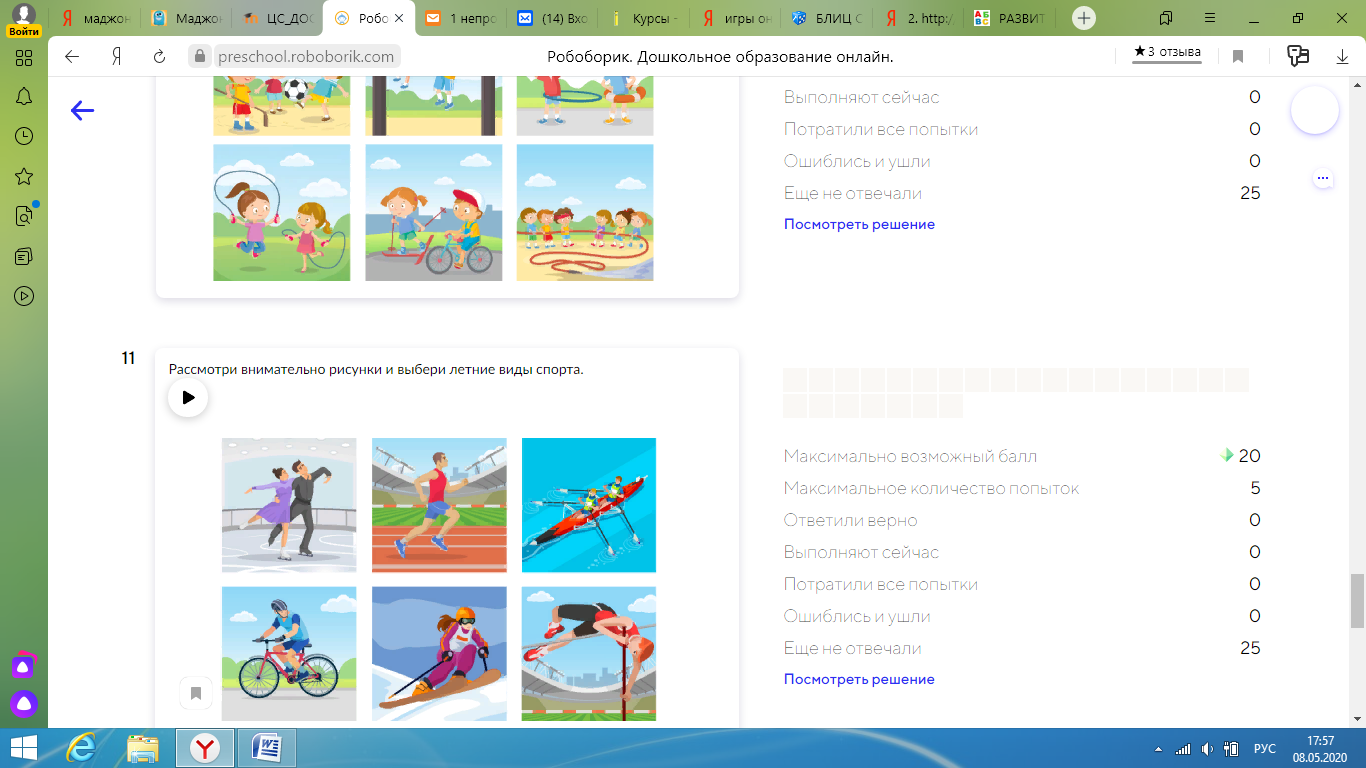 Войти
маджон
Маджон
ЦС_ДОС
Робо
1 непро
(14) Вхо
Курсы -
игры он
БЛИЦ С
2. http:/
РАЗВИТ
preschool.roboborik.com
Робоборик. Дошкольное образование онлайн.
★3 отзыва
Выполняют сейчас 0
Потратили все попытки 0
Ошиблись и ушли 0
Еще не отвечали 25
Посмотреть решение
11
Рассмотри внимательно рисунки и выбери летние виды спорта.
Максимально возможный балл 20
Максимальное количество попыток 5
Ответили верно 0
Выполняют сейчас 0
Потратили все попытки 0
Ошиблись и ушли 0
Еще не отвечали 25
Посмотреть решение
РУС
17:57
08.05.2020